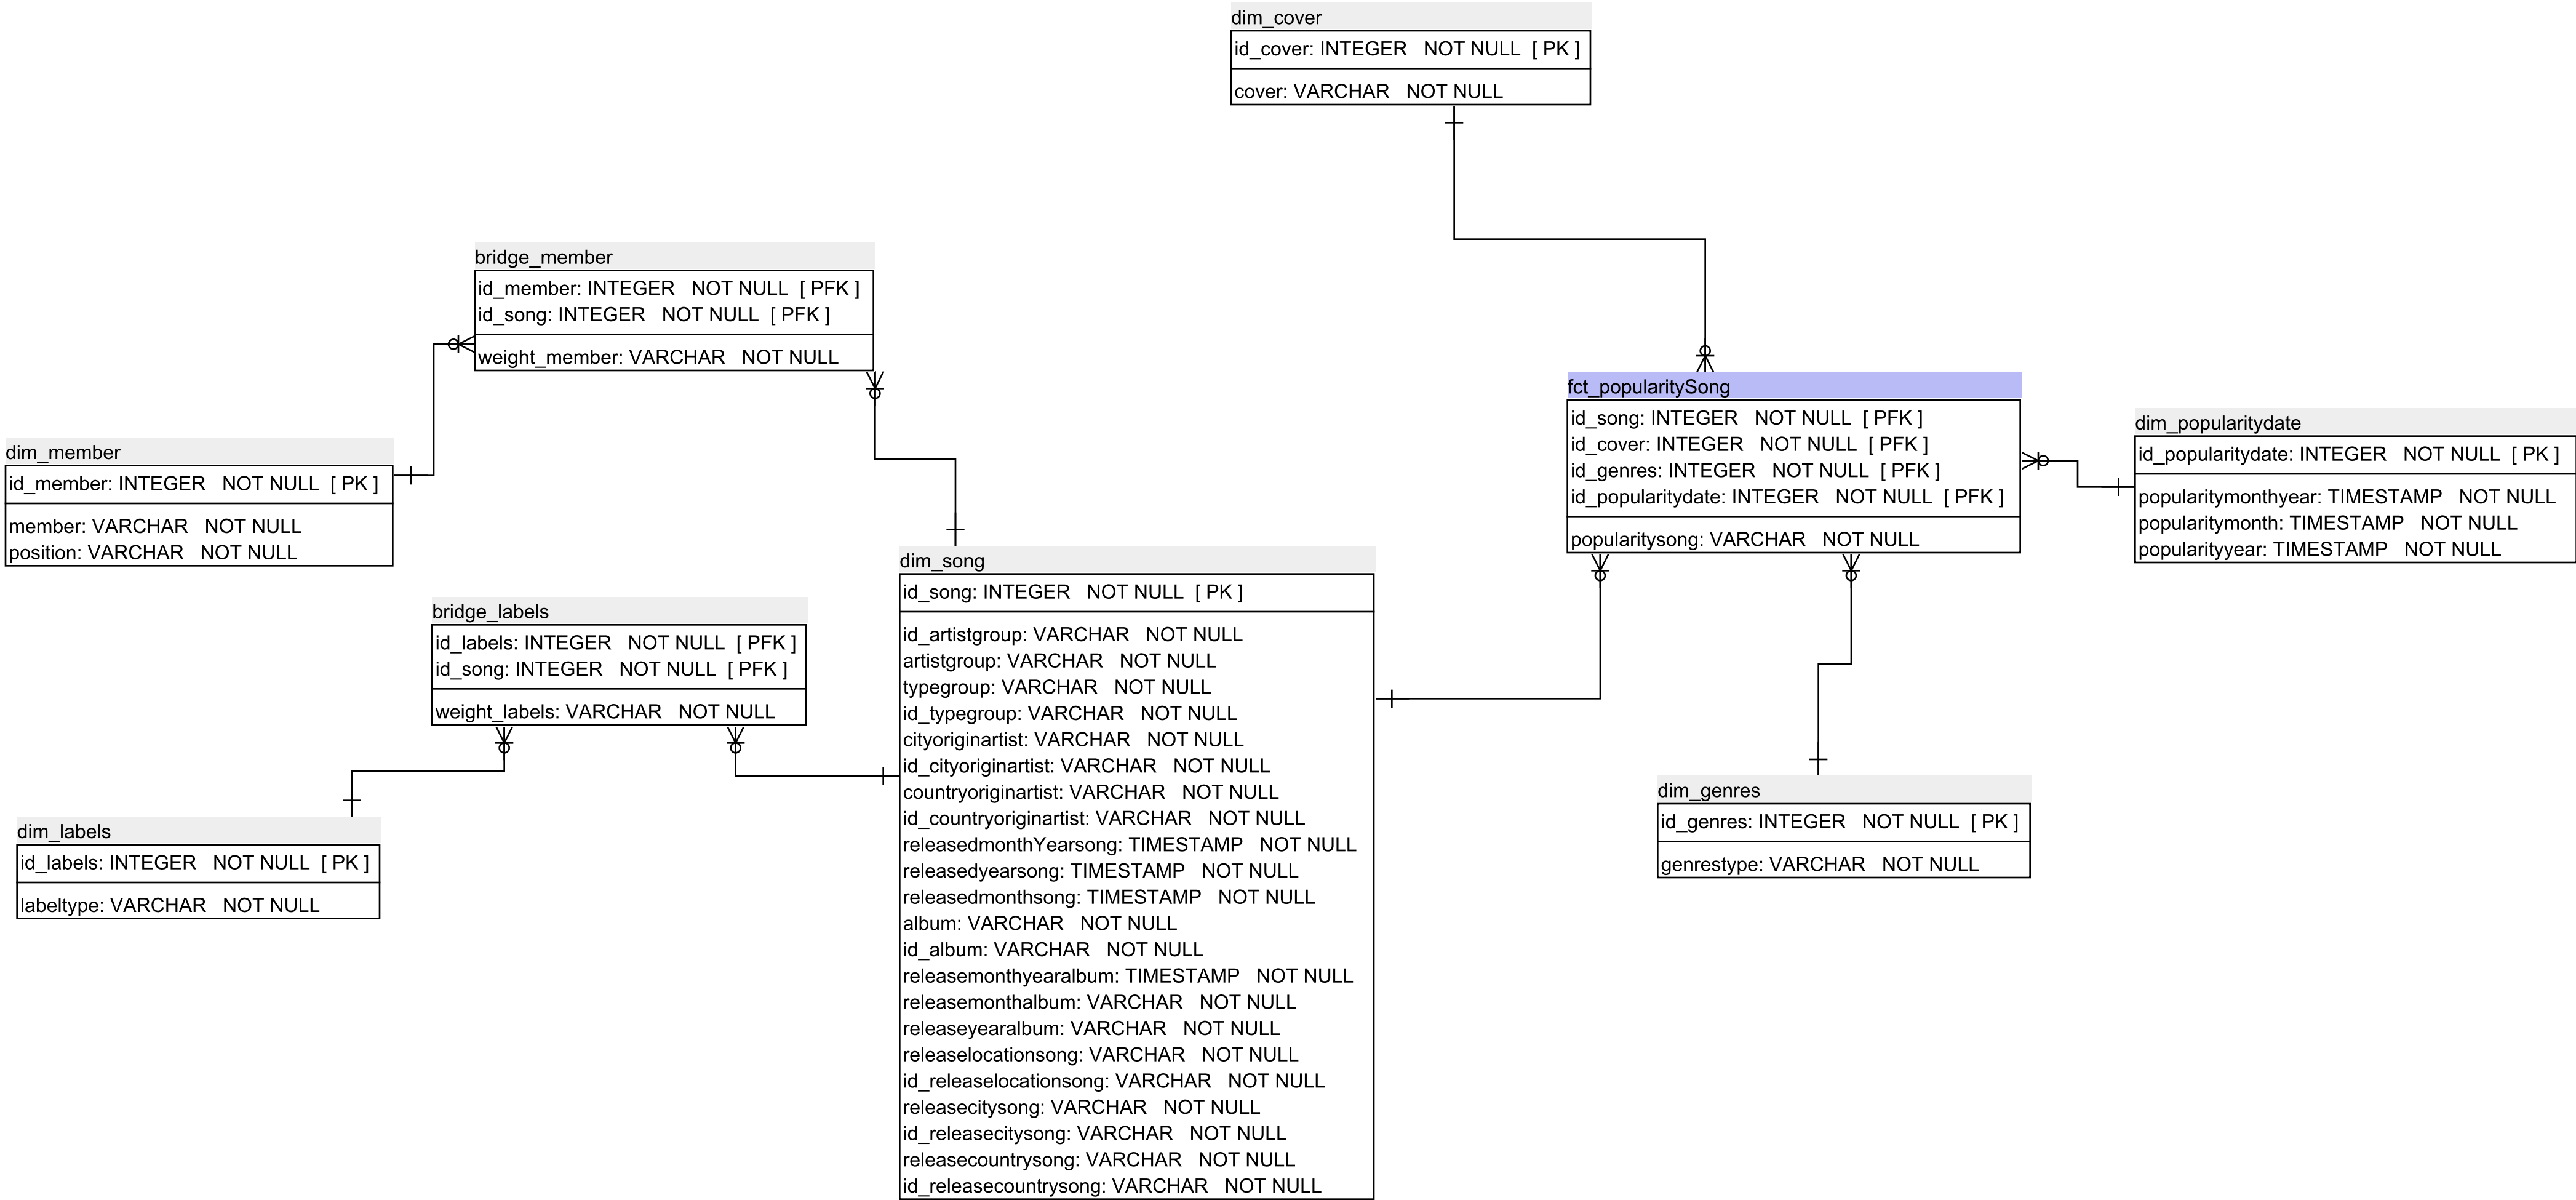 dim_cover
id_cover: INTEGER NOT NULL [ PK ]
cover: VARCHAR NOT NULL
bridge_member
id_member: INTEGER NOT NULL [ PFK ]
id_song: INTEGER NOT NULL [ PFK ]
weight_member: VARCHAR NOT NULL
fct_popularitySong
id_song: INTEGER NOT NULL [ PFK ]
id_cover: INTEGER NOT NULL [ PFK ]
id_genres: INTEGER NOT NULL [ PFK ]
id_popularitydate: INTEGER NOT NULL [ PFK ]
popularitysong: VARCHAR NOT NULL
dim_popularitydate
id_popularitydate: INTEGER NOT NULL [ PK ]
popularitymonthyear: TIMESTAMP NOT NULL
popularitymonth: TIMESTAMP NOT NULL
popularityyear: TIMESTAMP NOT NULL
dim_member
id_member: INTEGER NOT NULL [ PK ]
member: VARCHAR NOT NULL
position: VARCHAR NOT NULL
dim_song
id_song: INTEGER NOT NULL [ PK ]
id_artistgroup: VARCHAR NOT NULL
artistgroup: VARCHAR NOT NULL
typegroup: VARCHAR NOT NULL
id_typegroup: VARCHAR NOT NULL
cityoriginartist: VARCHAR NOT NULL
id_cityoriginartist: VARCHAR NOT NULL
countryoriginartist: VARCHAR NOT NULL
id_countryoriginartist: VARCHAR NOT NULL
releasedmonthYearsong: TIMESTAMP NOT NULL
releasedyearsong: TIMESTAMP NOT NULL
releasedmonthsong: TIMESTAMP NOT NULL
album: VARCHAR NOT NULL
id_album: VARCHAR NOT NULL
releasemonthyearalbum: TIMESTAMP NOT NULL
releasemonthalbum: VARCHAR NOT NULL
releaseyearalbum: VARCHAR NOT NULL
releaselocationsong: VARCHAR NOT NULL
id_releaselocationsong: VARCHAR NOT NULL
releasecitysong: VARCHAR NOT NULL
id_releasecitysong: VARCHAR NOT NULL
releasecountrysong: VARCHAR NOT NULL
id_releasecountrysong: VARCHAR NOT NULL
bridge_labels
id_labels: INTEGER NOT NULL [ PFK ]
id_song: INTEGER NOT NULL [ PFK ]
weight_labels: VARCHAR NOT NULL
dim_labels
id_labels: INTEGER NOT NULL [ PK ]
labeltype: VARCHAR NOT NULL
dim_genres
id_genres: INTEGER NOT NULL [ PK ]
genrestype: VARCHAR NOT NULL